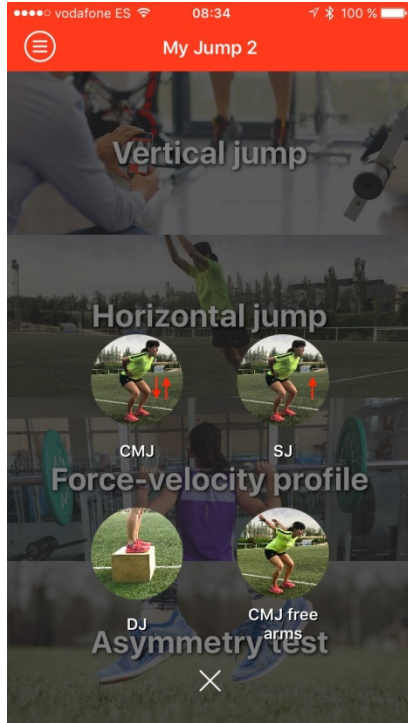 vodafone ES 08:34 100 %
My Jump 2
Vertical jump
Horizontal jump
CMJ SJ
Force-velocity profile
DJ CMJ free
arms
Asymmetry test